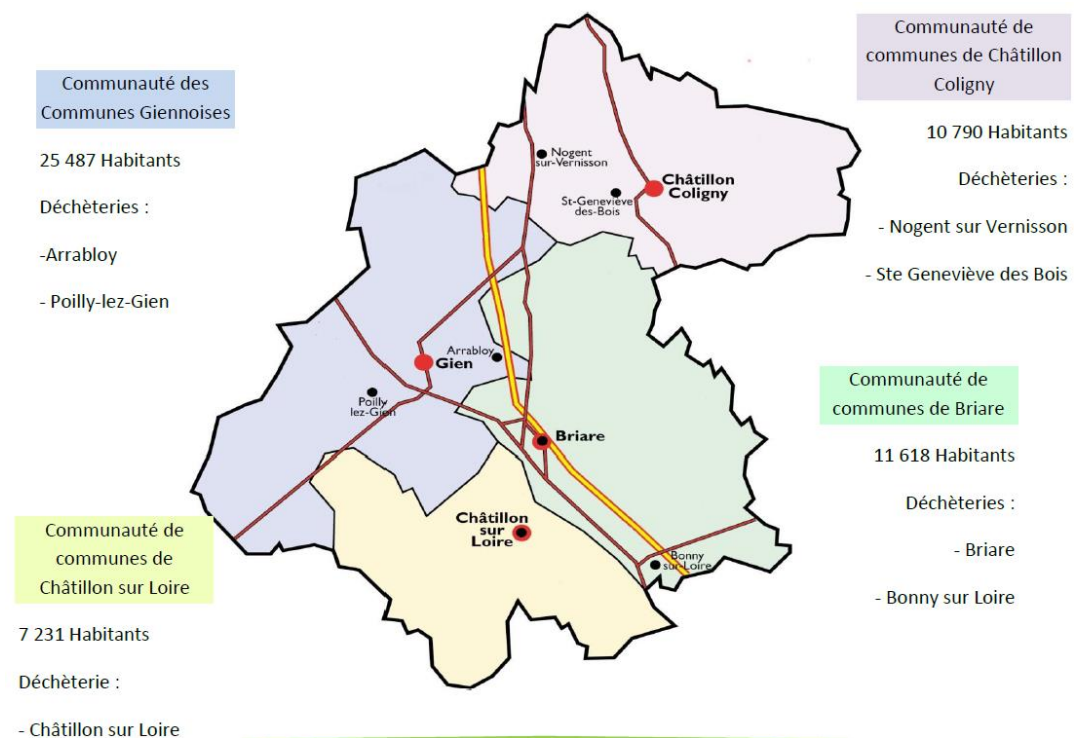 Communauté des
Communes Giennoises
25 487 Habitants
Déchèteries :
-Arrabloy
- Poilly-lez-Gien
Communauté de
communes de Châtillon
Coligny
10 790 Habitants
Déchèteries :
- Nogent sur Vernisson
- Ste Geneviève des Bois
Nogent
sur-Vernisson
Châtillon
Coligny
St-Geneviève
des-Bois
Arrabloy
Gien
Poilly
lez-Gien
Briare
Châtillon
sur
Loire
Bonny
sur-Loire
Communauté de
communes de Briare
11 618 Habitants
Déchèteries :
- Briare
- Bonny sur Loire
Communauté de
communes de
Châtillon sur Loire
7 231 Habitants
Déchèterie :
- Châtillon sur Loire